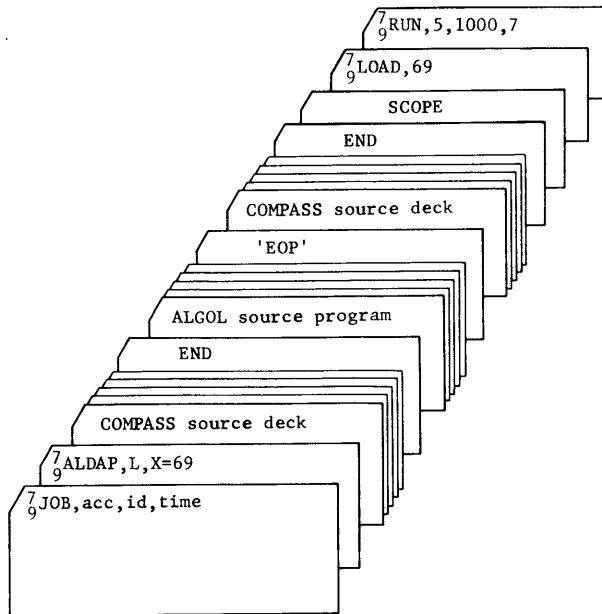 7/9RUN,5,1000,7
7/9LOAD,69
SCOPE
END
COMPASS source deck
'EOP'
ALGOL source program
END
COMPASS source deck
7/9ALDAP,L,X=69
7/9JOB,acc,id,time